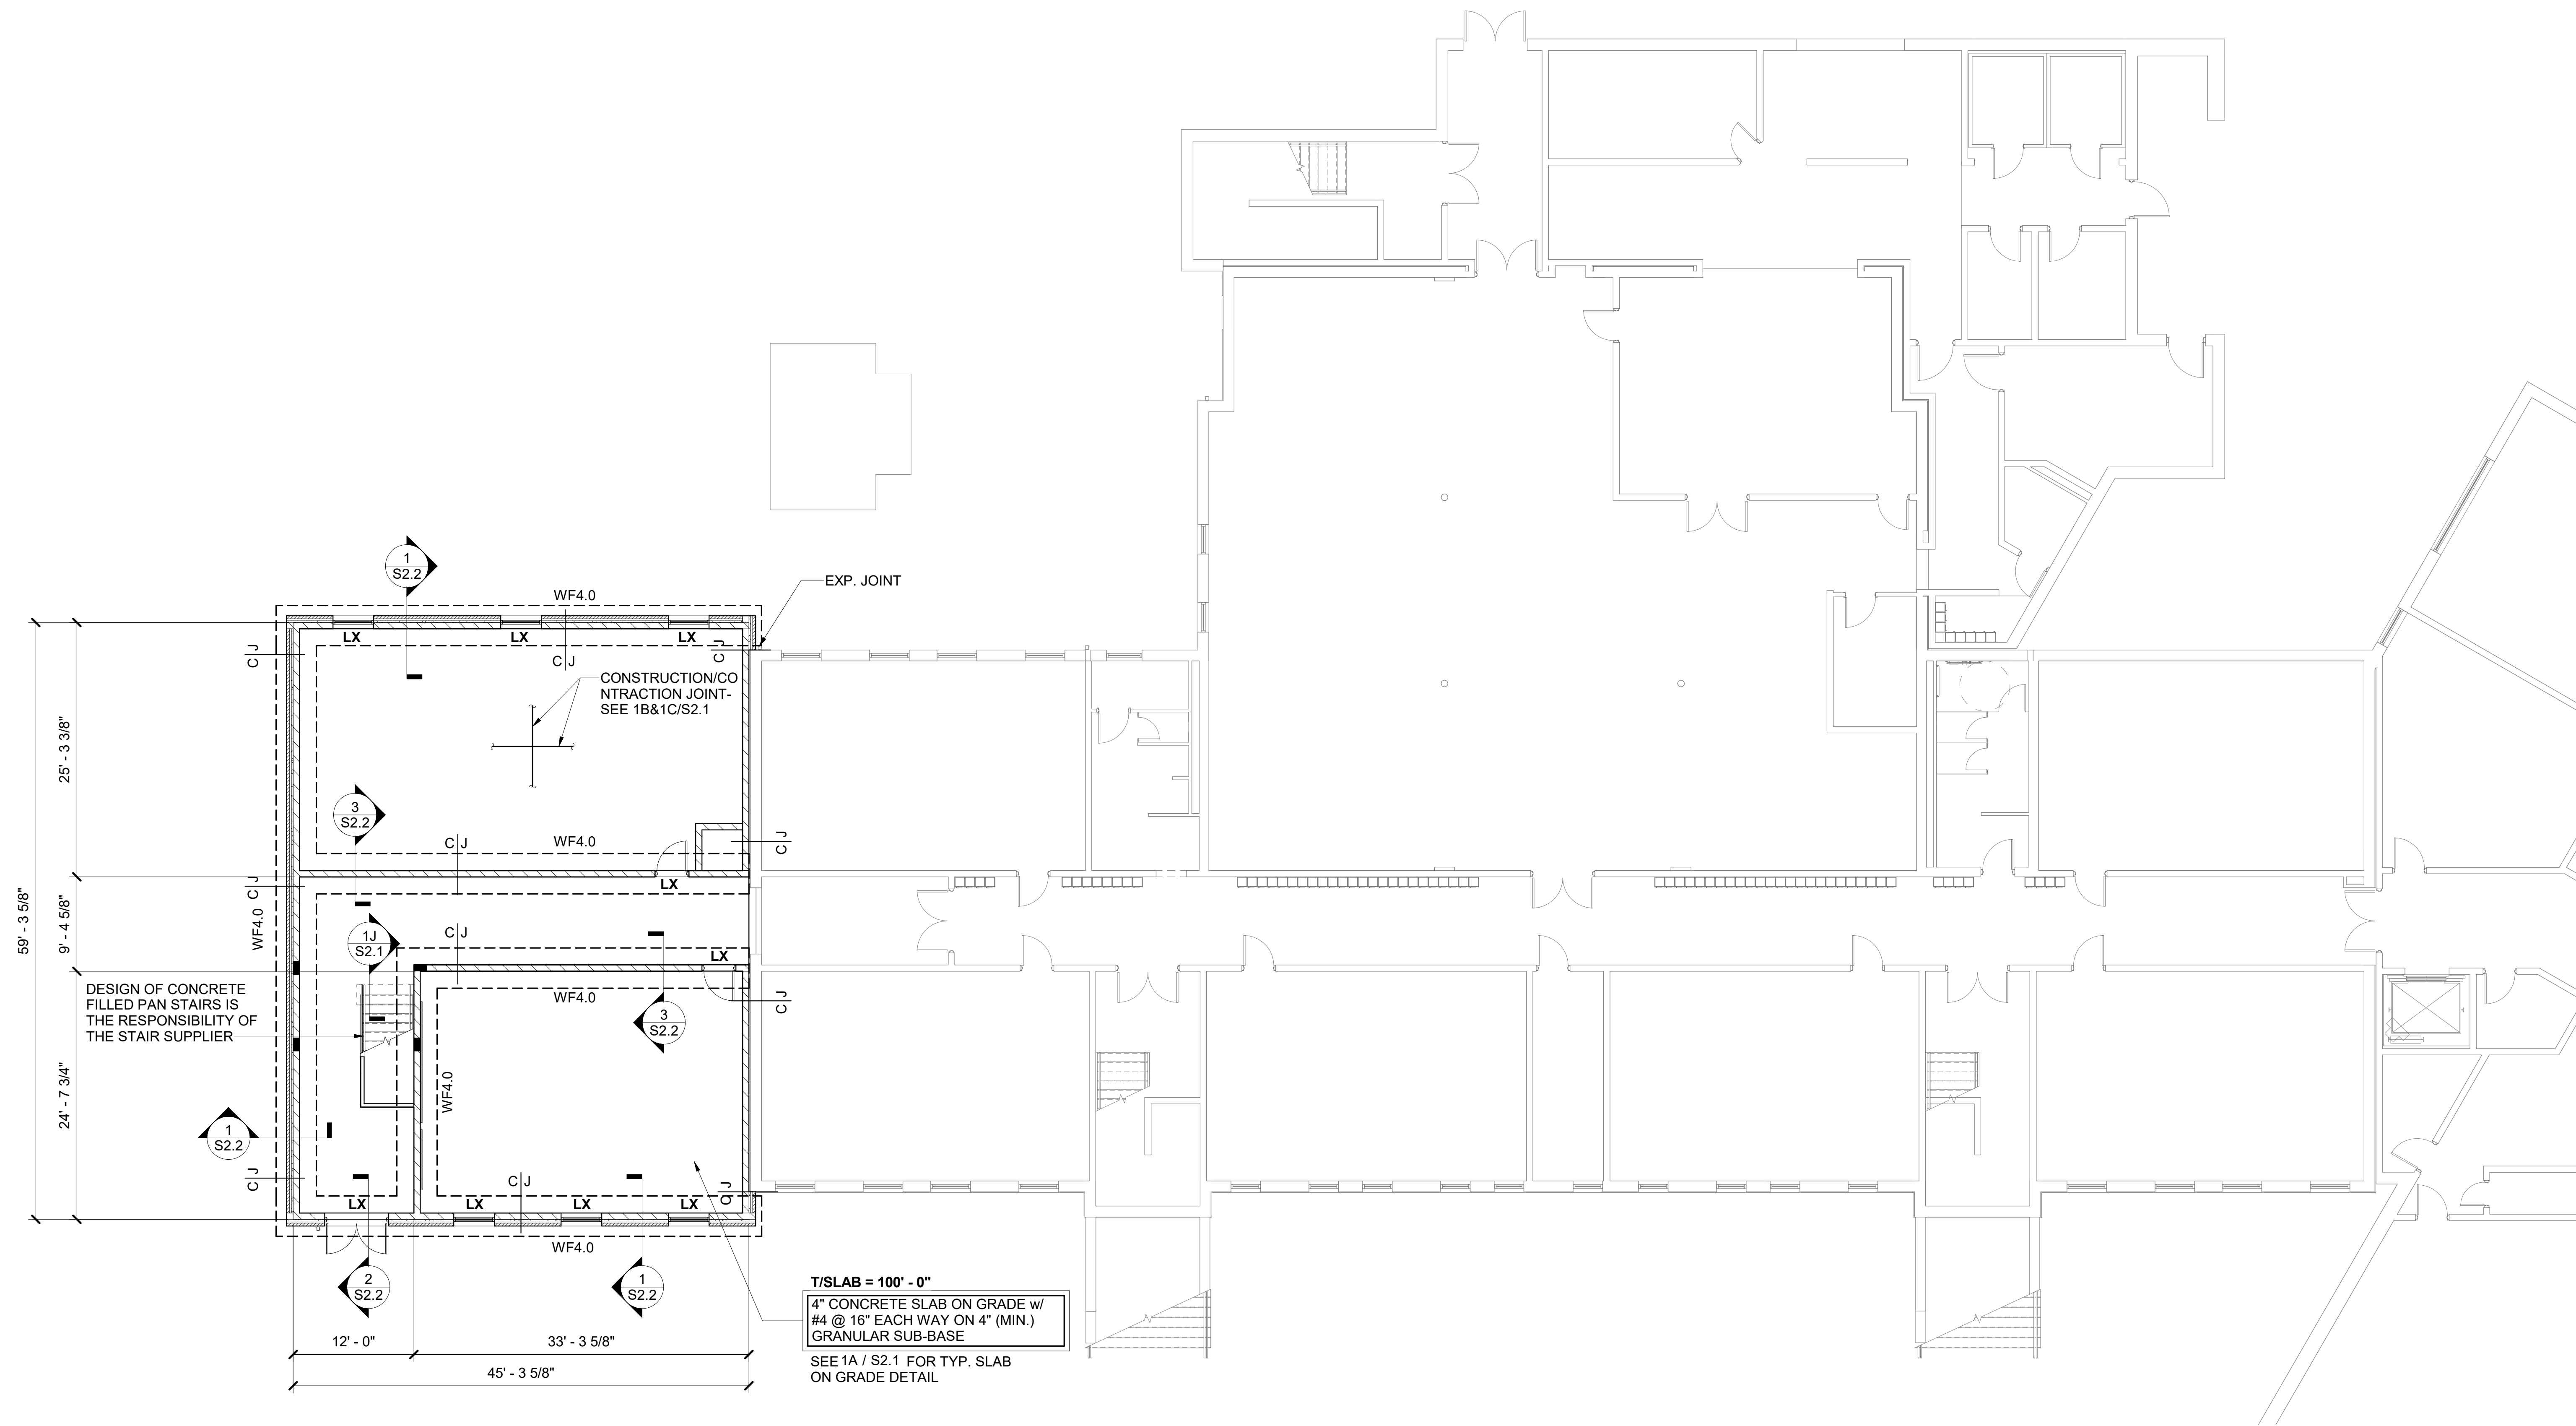 1
S2.2
EXP. JOINT
WF4.0
LX
LX
LX
C J
C J
C J
CONSTRUCTION/CO
NTRACTION JOINT-
SEE 1B&1C/S2.1
25' - 3 3/8"
3
S2.2
C J
WF4.0
C J
LX
C J
59' - 3 5/8"
9' - 4 5/8"
WF4.0
1J
S2.1
C J
LX
DESIGN OF CONCRETE
FILLED PAN STAIRS IS
THE RESPONSIBILITY OF
THE STAIR SUPPLIER
WF4.0
C J
3
S2.2
24' - 7 3/4"
WF4.0
1
S2.2
C J
C J
C J
LX
LX
LX
LX
WF4.0
2
S2.2
1
S2.2
T/SLAB = 100' - 0"
4" CONCRETE SLAB ON GRADE w/
#4 @ 16" EACH WAY ON 4" (MIN.)
GRANULAR SUB-BASE
SEE 1A / S2.1 FOR TYP. SLAB
ON GRADE DETAIL
12' - 0"
33' - 3 5/8"
45' - 3 5/8"